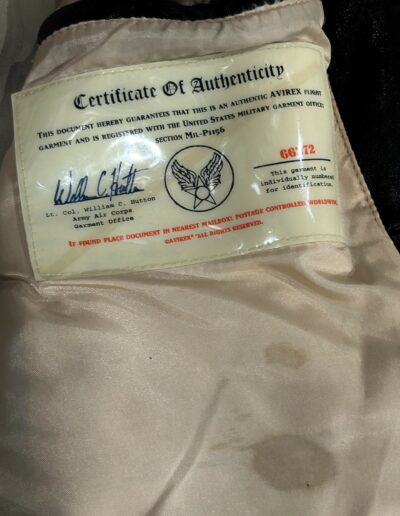 Certificate Of Authenticity
THIS DOCUMENT HEREBY GUARANTEES THAT THIS IS AN AUTHENTIC AVIREX FLIGHT
GARMENT AND IS REGISTERED WITH THE UNITED STATES MILITARY GARMENT OFFICE
SECTION MIL-P1156
William C. Hutton
Lt. Col. William C. Hutton
Army Air Corps
Garment Office
This garment is
individually numbered
for identification.
IF FOUND PLACE DOCUMENT IN NEAREST MAILBOX! POSTAGE CONTROLLED WORLDWIDE
©AVIREX® "ALL RIGHTS RESERVED.